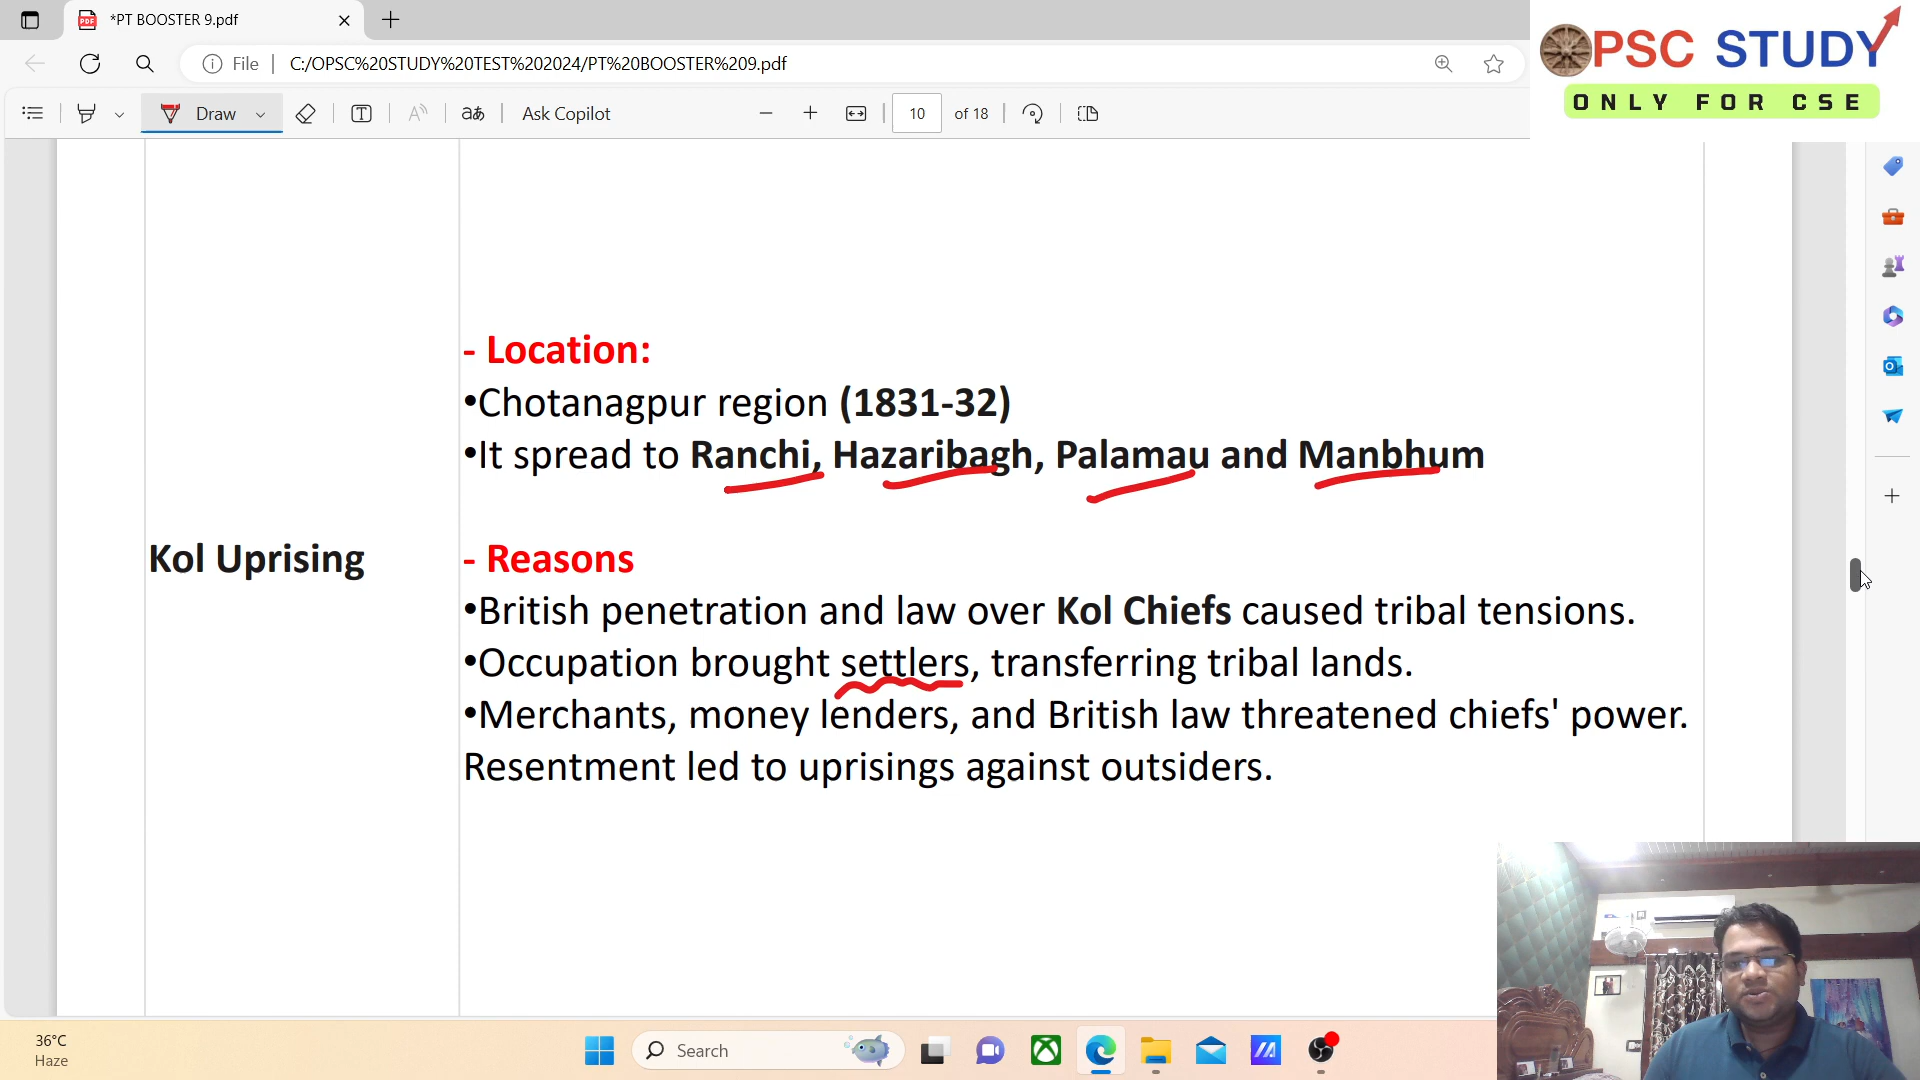 *PT BOOSTER 9.pdf
File
C:/OPSC%20STUDY%20TEST%202024/PT%20BOOSTER%209.pdf
PSC STUDY
ONLY FOR CSE
Draw
aあ
Ask Copilot
10 of 18
- Location:
•Chotanagpur region (1831-32)
•It spread to Ranchi, Hazaribagh, Palamau and Manbhum
Kol Uprising
- Reasons
•British penetration and law over Kol Chiefs caused tribal tensions.
•Occupation brought settlers, transferring tribal lands.
•Merchants, money lenders, and British law threatened chiefs' power.
Resentment led to uprisings against outsiders.
36°C
Haze
Search